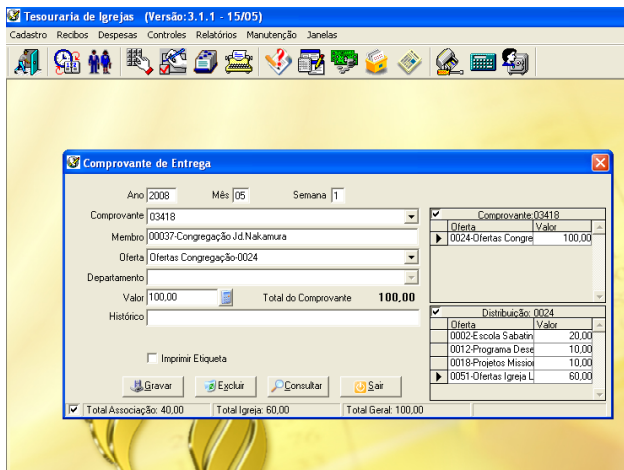 Tesouraria de Igrejas (Versão:3.1.1 - 15/05)
Cadastro Recibos Despesas Controles Relatórios Manutenção Janelas
Comprovante de Entrega
Ano 2008 Mês 05 Semana 1
Comprovante 03418
Membro 00037-Congregação Jd.Nakamura
Oferta Ofertas Congregação-0024
Departamento
Valor 100,00 Total do Comprovante 100,00
Histórico
Imprimir Etiqueta
Gravar Excluir Consultar Sair
Total Associação: 40,00 Total Igreja: 60,00 Total Geral: 100,00
Comprovante:03418
Oferta Valor
0024-Ofertas Congre 100,00
Distribuição: 0024
Oferta Valor
0002-Escola Sabatin 20,00
0012-Programa Dese 10,00
0018-Projetos Missio 10,00
0051-Ofertas Igreja L 60,00